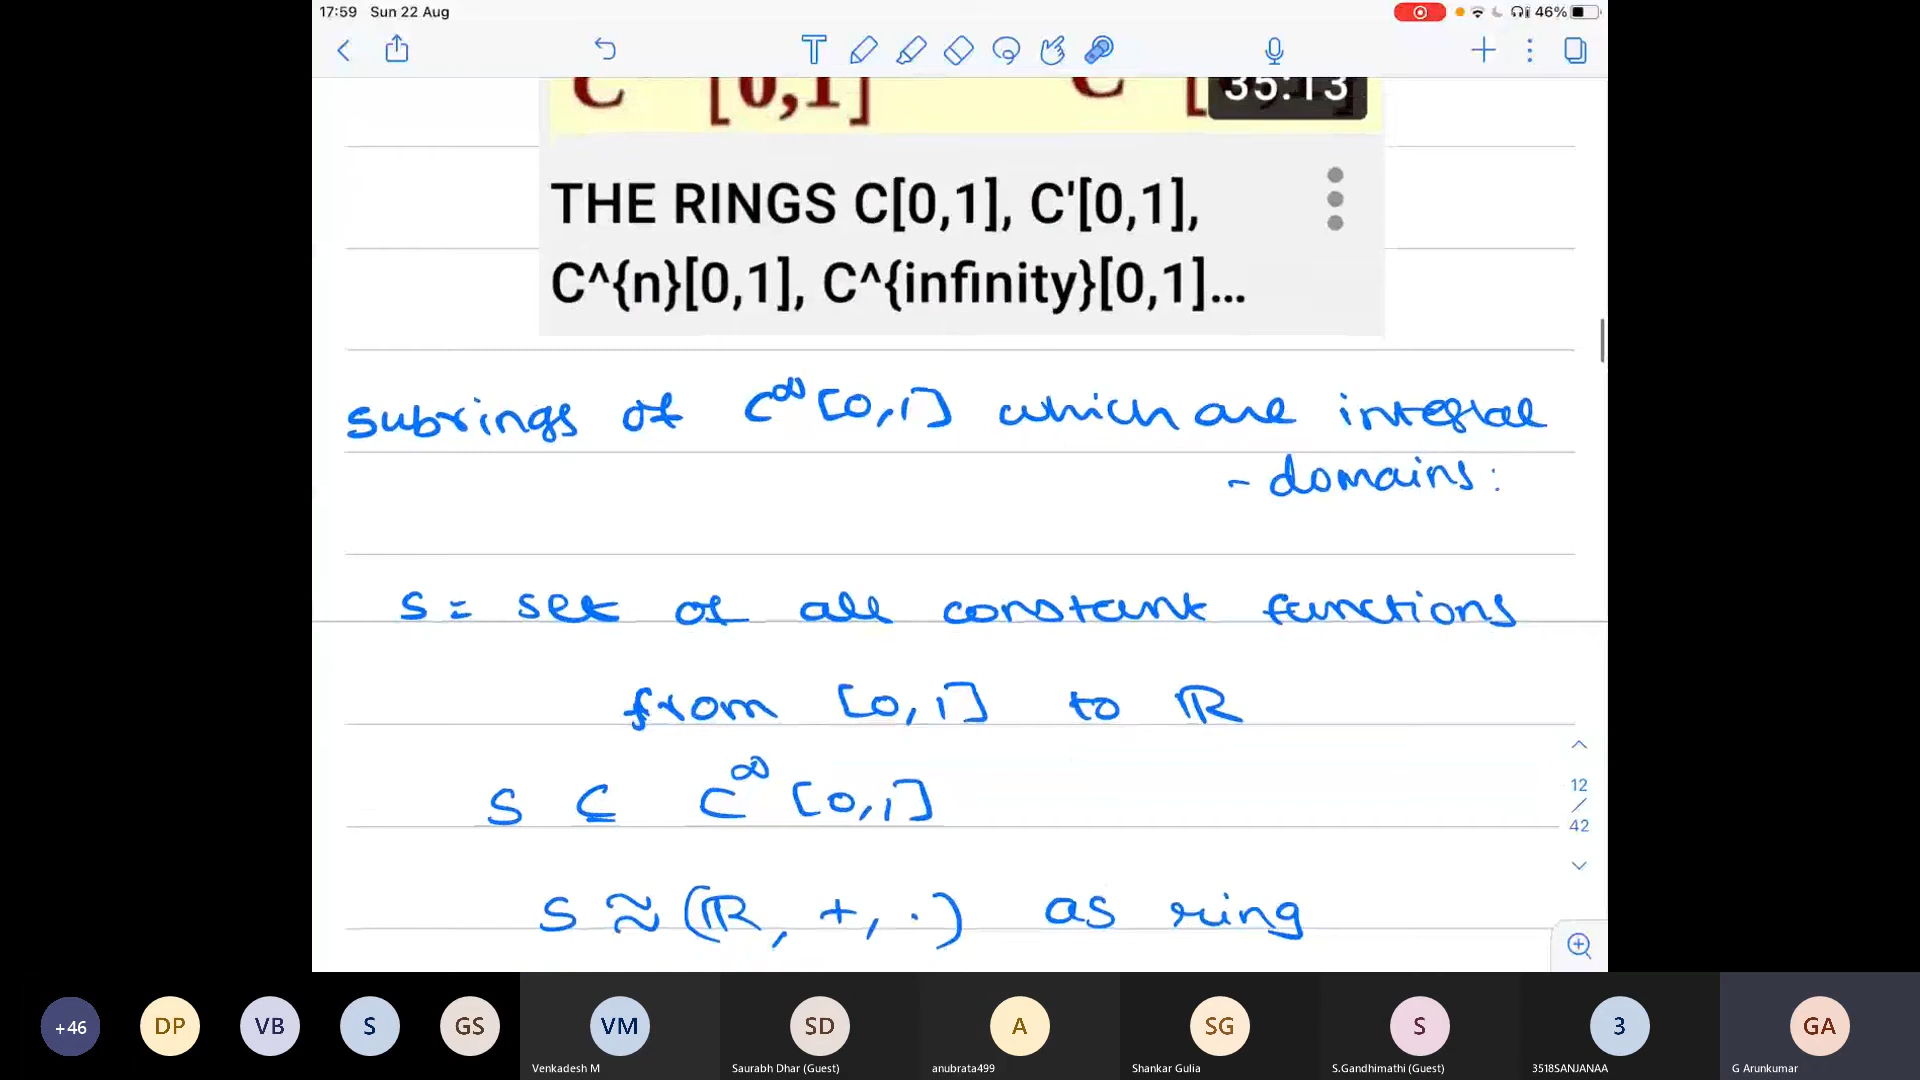 17:59 Sun 22 Aug
46%
C [0,1] C [
35:13
THE RINGS C[0,1], C'[0,1],
C^{n}[0,1], C^{infinity}[0,1]...
subrings of C^∞[0,1] which are integral
- domains:
S = set of all constant functions
from [0,1] to ℝ
S ⊆ C^∞[0,1]
S ≈ (ℝ, +, ·) as ring
12
/
42
+46 DP VB S GS VM SD A SG S 3 GA
Venkadesh M Saurabh Dhar (Guest) anubrata499 Shankar Gulia S.Gandhimathi (Guest) 3518SANJANAA G Arunkumar